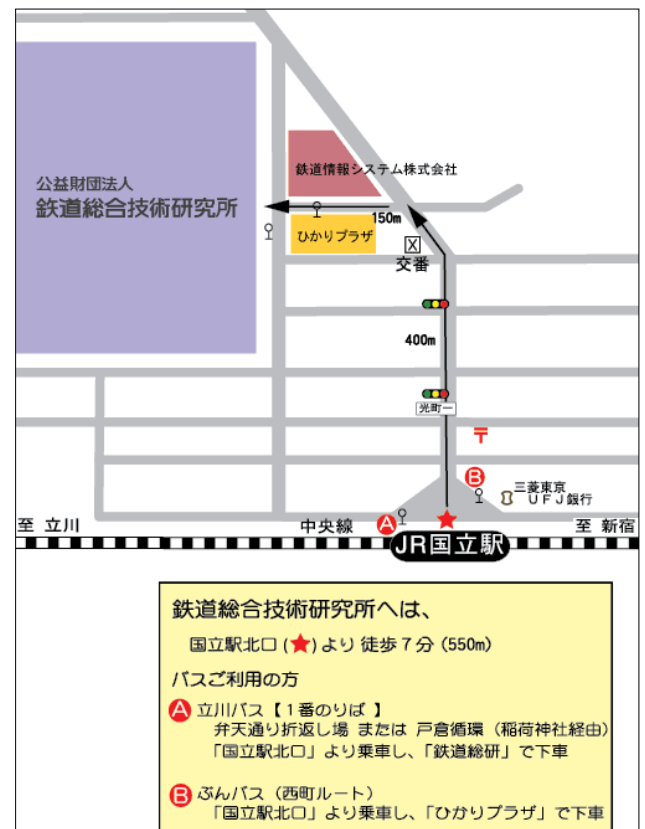 公益財団法人
鉄道総合技術研究所
鉄道情報システム株式会社
150m
ひかりプラザ
X
交番
400m
光町一
〒
B
三菱東京
UFJ銀行
至 立川
中央線
A
至 新宿
JR国立駅
鉄道総合技術研究所へは、
国立駅北口(★)より 徒歩7分(550m)
バスご利用の方
A 立川バス【1番のりば 】
弁天通り折返し場 または 戸倉循環(稲荷神社経由)
「国立駅北口」より乗車し、「鉄道総研」で下車
B ぶんバス(西町ルート)
「国立駅北口」より乗車し、「ひかりプラザ」で下車